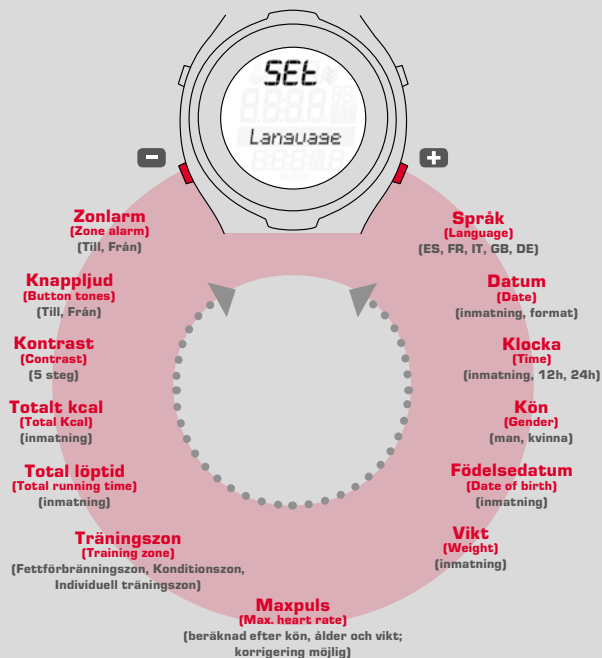 SEt
Language
−
+
Språk
(Language)
(ES, FR, IT, GB, DE)
Datum
(Date)
(inmatning, format)
Klocka
(Time)
(inmatning, 12h, 24h)
Kön
(Gender)
(man, kvinna)
Födelsedatum
(Date of birth)
(inmatning)
Vikt
(Weight)
(inmatning)
Maxpuls
(Max. heart rate)
(beräknad efter kön, ålder och vikt;
korrigering möjlig)
Träningszon
(Training zone)
(Fettförbränningszon, Konditionszon,
Individuell träningszon)
Total löptid
(Total running time)
(inmatning)
Totalt kcal
(Total Kcal)
(inmatning)
Kontrast
(Contrast)
(5 steg)
Knappljud
(Button tones)
(Till, Från)
Zonlarm
(Zone alarm)
(Till, Från)